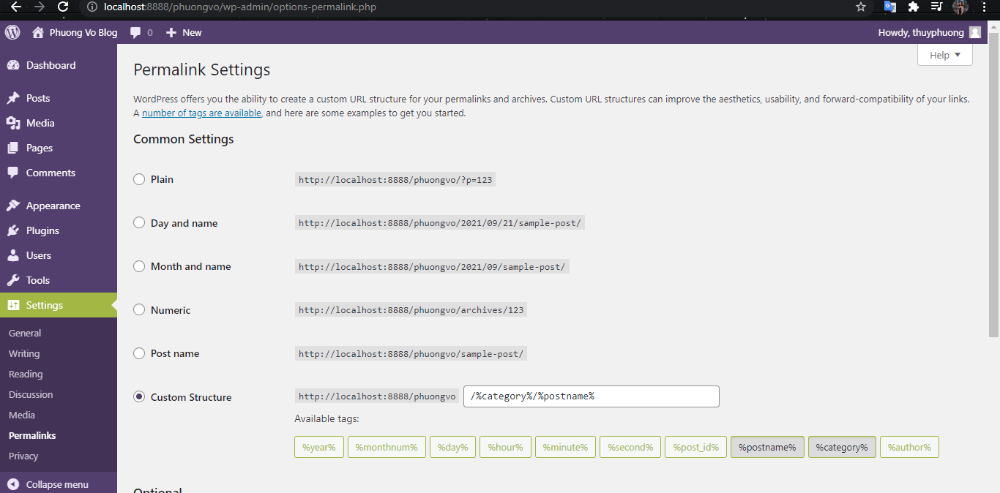 localhost:8888/phuongvo/wp-admin/options-permalink.php
Phuong Vo Blog 0 New Howdy, thuyphuong
Help
Dashboard
Posts
Media
Pages
Comments
Appearance
Plugins
Users
Tools
Settings
General
Writing
Reading
Discussion
Media
Permalinks
Privacy
Collapse menu
Permalink Settings
WordPress offers you the ability to create a custom URL structure for your permalinks and archives. Custom URL structures can improve the aesthetics, usability, and forward-compatibility of your links.
A number of tags are available, and here are some examples to get you started.
Common Settings
Plain http://localhost:8888/phuongvo/?p=123
Day and name http://localhost:8888/phuongvo/2021/09/21/sample-post/
Month and name http://localhost:8888/phuongvo/2021/09/sample-post/
Numeric http://localhost:8888/phuongvo/archives/123
Post name http://localhost:8888/phuongvo/sample-post/
Custom Structure http://localhost:8888/phuongvo /%category%/%postname%
Available tags:
%year% %monthnum% %day% %hour% %minute% %second% %post_id% %postname% %category% %author%
Optional